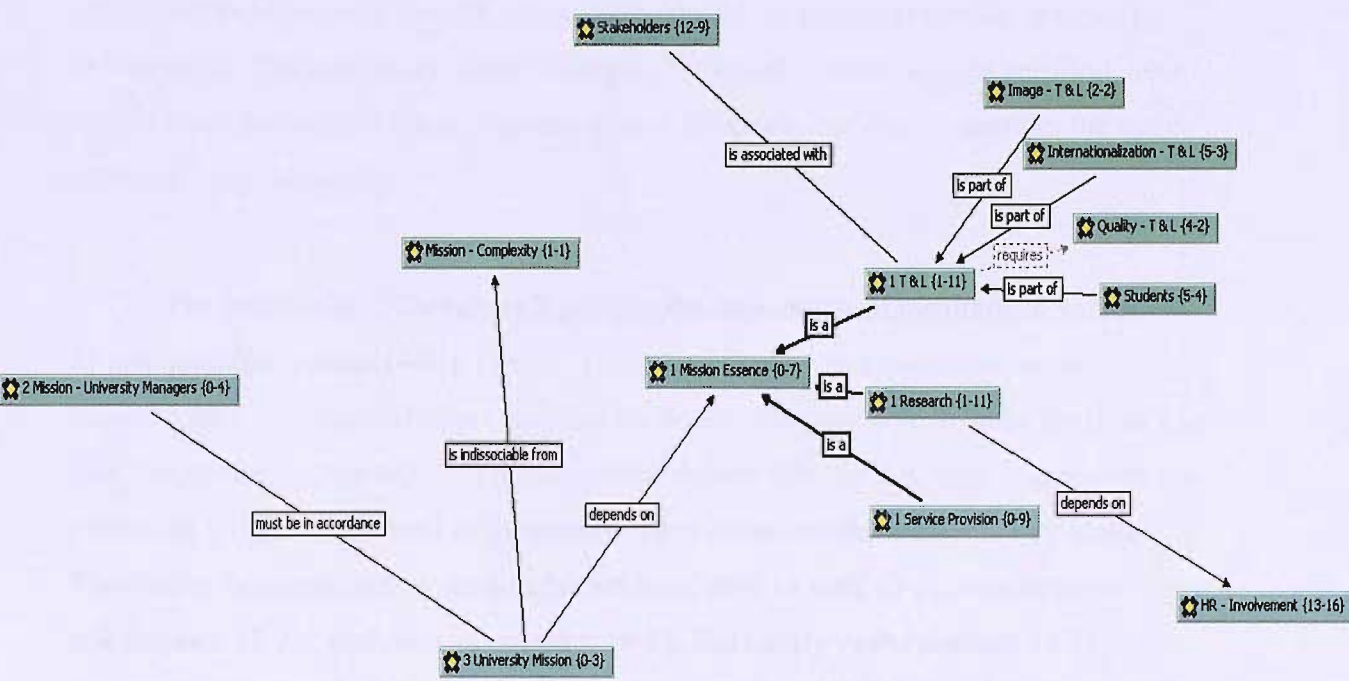 Stakeholders {12-9}
Image - T & L {2-2}
is associated with
Internationalization - T & L {5-3}
is part of
is part of
Quality - T & L {4-2}
Mission - Complexity {1-1}
requires
1 T & L {1-11}
is part of
Students {5-4}
is a
1 Mission Essence {0-7}
2 Mission - University Managers {0-4}
is a
1 Research {1-11}
is a
is indissociable from
depends on
must be in accordance
depends on
1 Service Provision {0-9}
HR - Involvement {13-16}
3 University Mission {0-3}